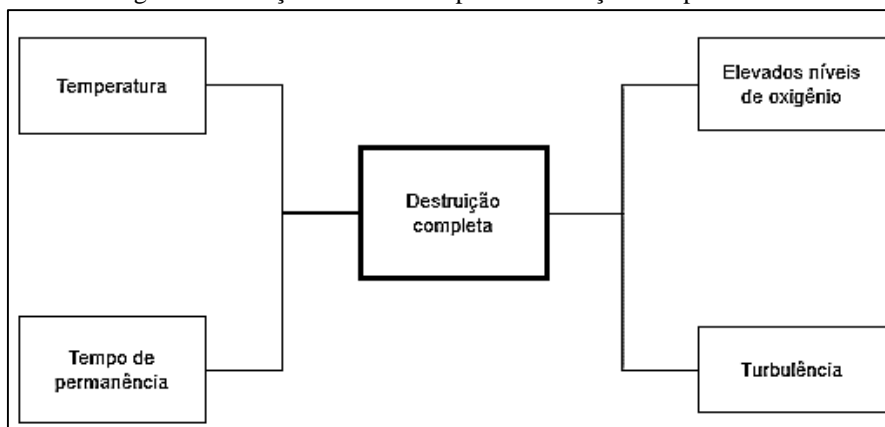 Temperatura
Elevados níveis
de oxigênio
Destruição
completa
Tempo de
permanência
Turbulência